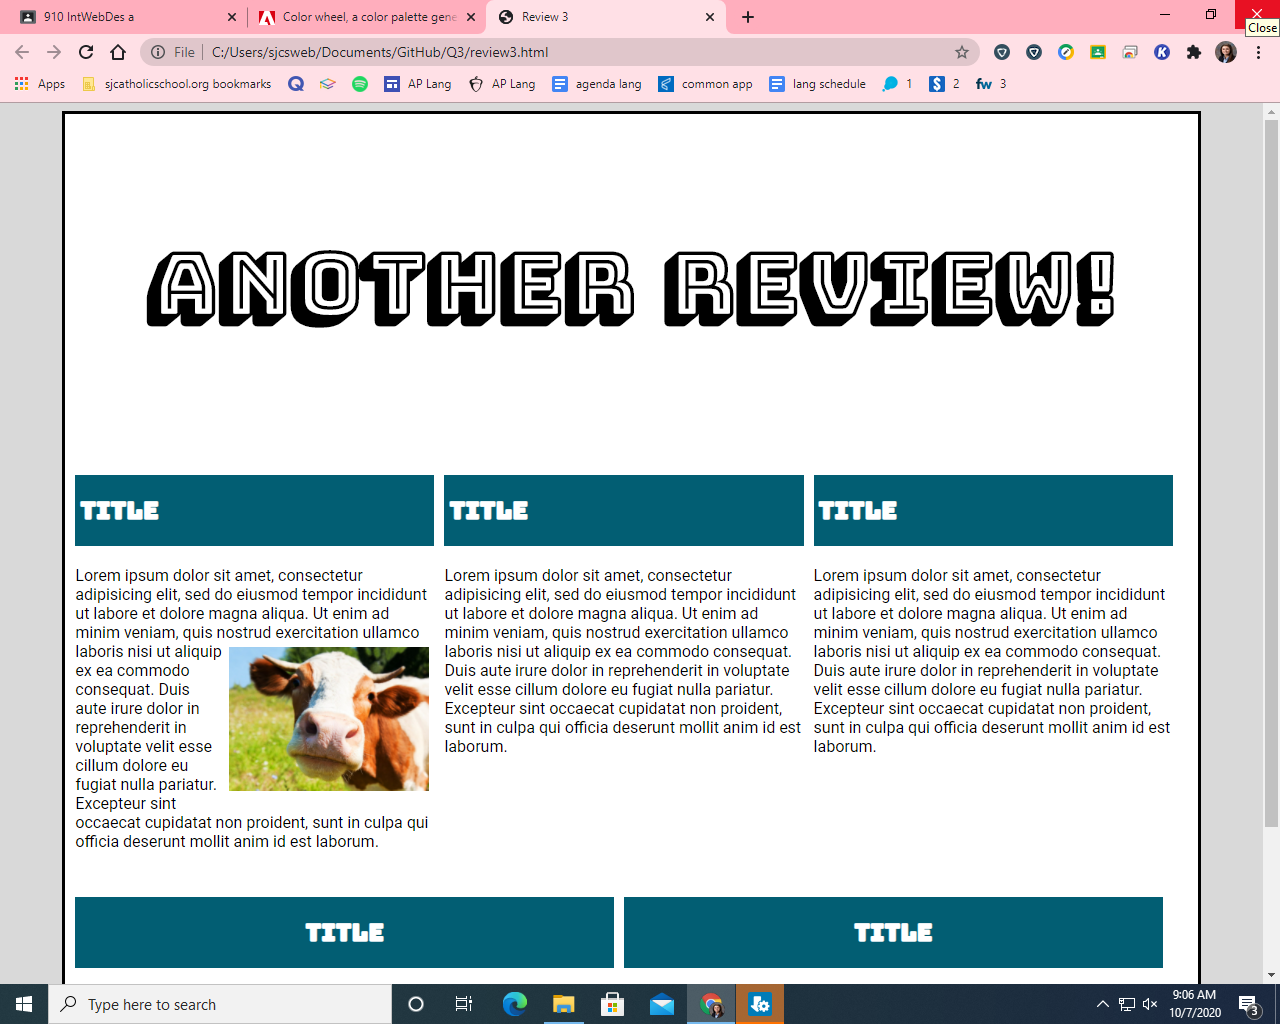 910 IntWebDes a
Color wheel, a color palette gene
Review 3
Close
File
C:/Users/sjcsweb/Documents/GitHub/Q3/review3.html
Apps
sjcatholicschool.org bookmarks
AP Lang
AP Lang
agenda lang
common app
lang schedule
1
2
fw 3
ANOTHER REVIEW!
TITLE
Lorem ipsum dolor sit amet, consectetur
adipisicing elit, sed do eiusmod tempor incididunt
ut labore et dolore magna aliqua. Ut enim ad
minim veniam, quis nostrud exercitation ullamco
laboris nisi ut aliquip
ex ea commodo
consequat. Duis
aute irure dolor in
reprehenderit in
voluptate velit esse
cillum dolore eu
fugiat nulla pariatur.
Excepteur sint
occaecat cupidatat non proident, sunt in culpa qui
officia deserunt mollit anim id est laborum.
TITLE
Lorem ipsum dolor sit amet, consectetur
adipisicing elit, sed do eiusmod tempor incididunt
ut labore et dolore magna aliqua. Ut enim ad
minim veniam, quis nostrud exercitation ullamco
laboris nisi ut aliquip ex ea commodo consequat.
Duis aute irure dolor in reprehenderit in voluptate
velit esse cillum dolore eu fugiat nulla pariatur.
Excepteur sint occaecat cupidatat non proident,
sunt in culpa qui officia deserunt mollit anim id est
laborum.
TITLE
Lorem ipsum dolor sit amet, consectetur
adipisicing elit, sed do eiusmod tempor incididunt
ut labore et dolore magna aliqua. Ut enim ad
minim veniam, quis nostrud exercitation ullamco
laboris nisi ut aliquip ex ea commodo consequat.
Duis aute irure dolor in reprehenderit in voluptate
velit esse cillum dolore eu fugiat nulla pariatur.
Excepteur sint occaecat cupidatat non proident,
sunt in culpa qui officia deserunt mollit anim id est
laborum.
TITLE
TITLE
Type here to search
9:06 AM
10/7/2020
3